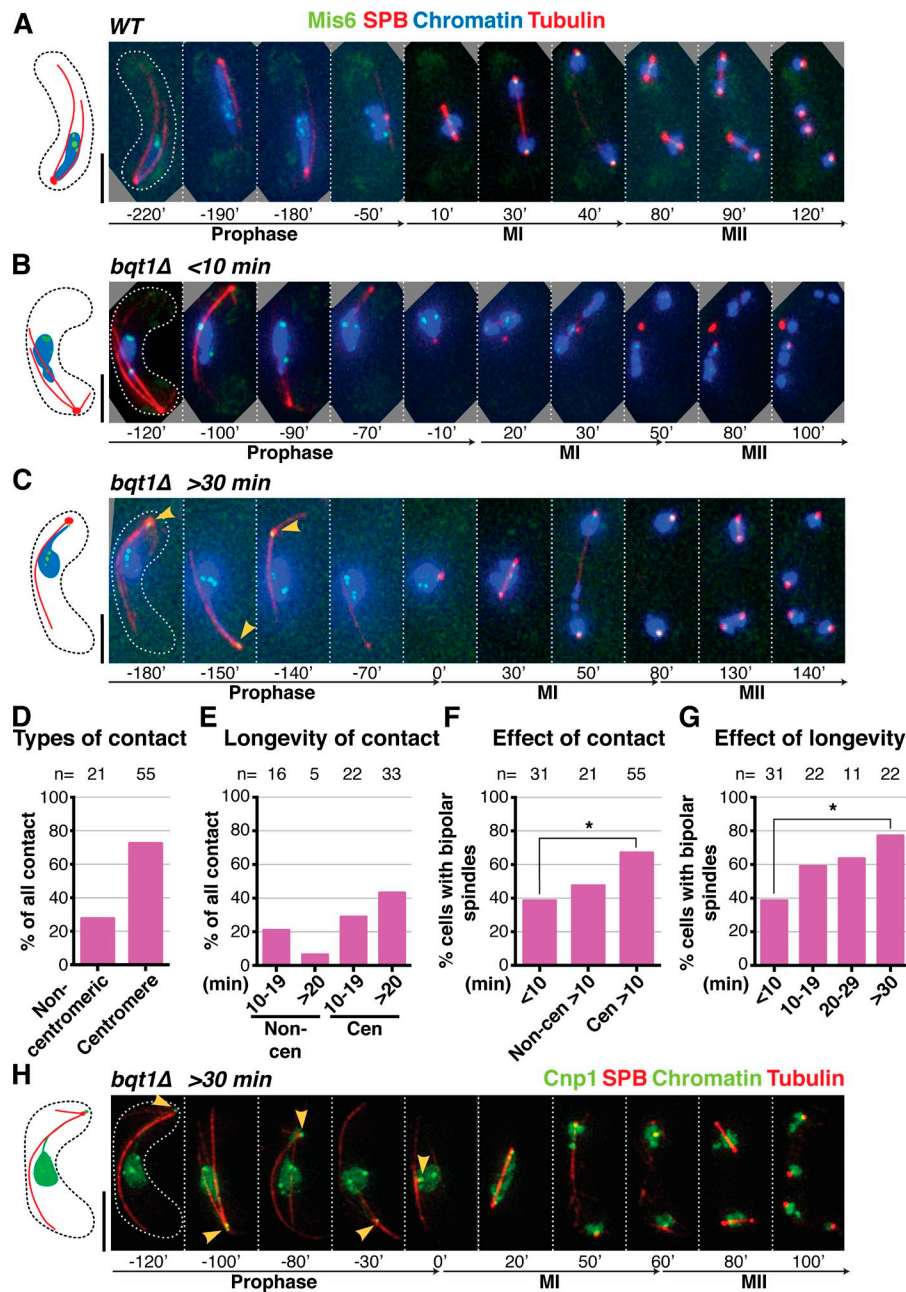 A
WT
Mis6 SPB Chromatin Tubulin
-220’ -190’ -180’ -50’ 10’ 30’ 40’ 80’ 90’ 120’
Prophase MI MII
B
bqt1Δ <10 min
-120’ -100’ -90’ -70’ -10’ 20’ 30’ 50’ 80’ 100’
Prophase MI MII
C
bqt1Δ >30 min
-180’ -150’ -140’ -70’ 0’ 30’ 50’ 80’ 130’ 140’
Prophase MI MII
D
Types of contact
n= 21 55
% of all contact
100
80
60
40
20
0
Non-centromeric
Centromere
E
Longevity of contact
n= 16 5 22 33
% of all contact
100
80
60
40
20
0
(min)
10-19 >20 10-19 >20
Non-cen
Cen
F
Effect of contact
n= 31 21 55
% cells with bipolar spindles
100
80
60
40
20
0
*
(min)
<10
Non-cen >10
Cen >10
G
Effect of longevity
n= 31 22 11 22
% cells with bipolar spindles
100
80
60
40
20
0
*
(min)
<10
10-19
20-29
>30
H
bqt1Δ >30 min
Cnp1 SPB Chromatin Tubulin
-120’ -100’ -80’ -30’ 0’ 20’ 50’ 60’ 80’ 100’
Prophase MI MII